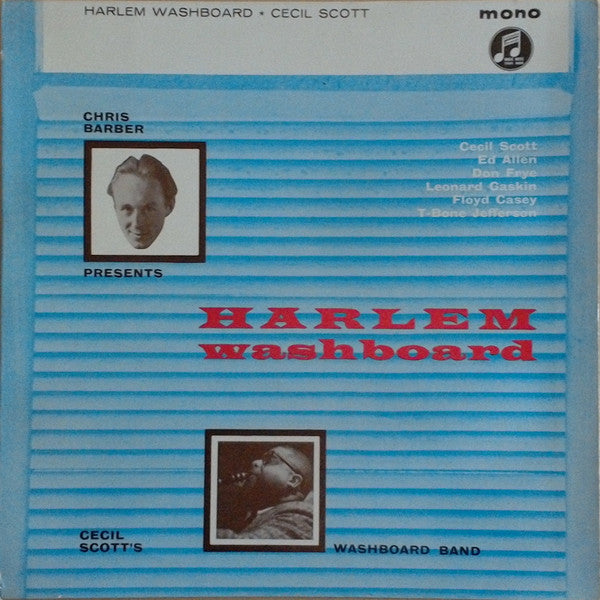 HARLEM WASHBOARD ★ CECIL SCOTT
mono
CHRIS
BARBER
Cecil Scott
Ed Allen
Don Frye
Leonard Gaskin
Floyd Casey
T-Bone Jefferson
PRESENTS
HARLEM
washboard
CECIL
SCOTT'S
WASHBOARD BAND